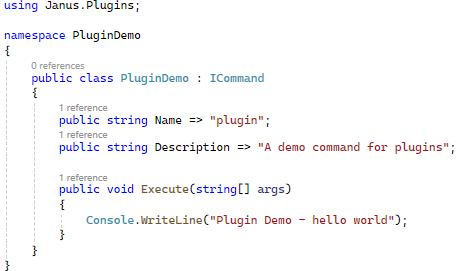 using Janus.Plugins;
namespace PluginDemo
{
0 references
public class PluginDemo : ICommand
{
1 reference
public string Name => "plugin";
1 reference
public string Description => "A demo command for plugins";
1 reference
public void Execute(string[] args)
{
Console.WriteLine("Plugin Demo - hello world");
}
}
}